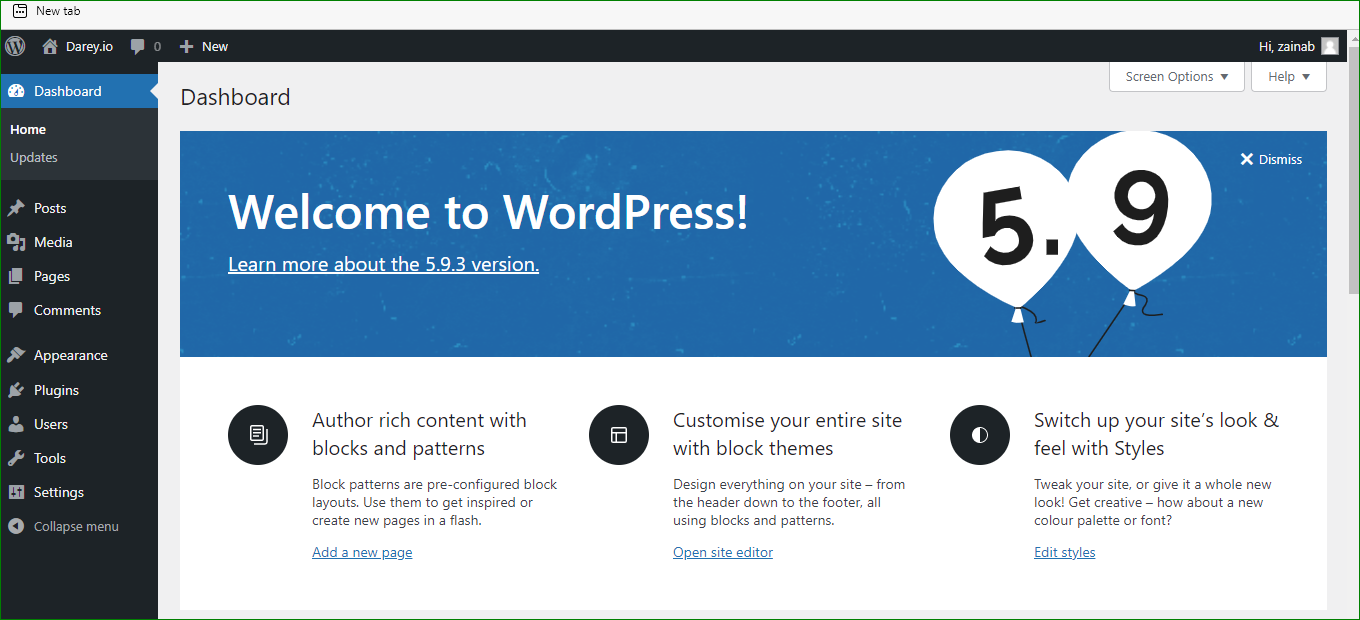 New tab
Darey.io 0 New Hi, zainab
Dashboard
Home
Updates
Posts
Media
Pages
Comments
Appearance
Plugins
Users
Tools
Settings
Collapse menu
Screen Options Help
Dashboard
Dismiss
Welcome to WordPress!
Learn more about the 5.9.3 version.
5.9
Author rich content with
blocks and patterns
Block patterns are pre-configured block
layouts. Use them to get inspired or
create new pages in a flash.
Add a new page
Customise your entire site
with block themes
Design everything on your site – from
the header down to the footer, all
using blocks and patterns.
Open site editor
Switch up your site’s look &
feel with Styles
Tweak your site, or give it a whole new
look! Get creative – how about a new
colour palette or font?
Edit styles